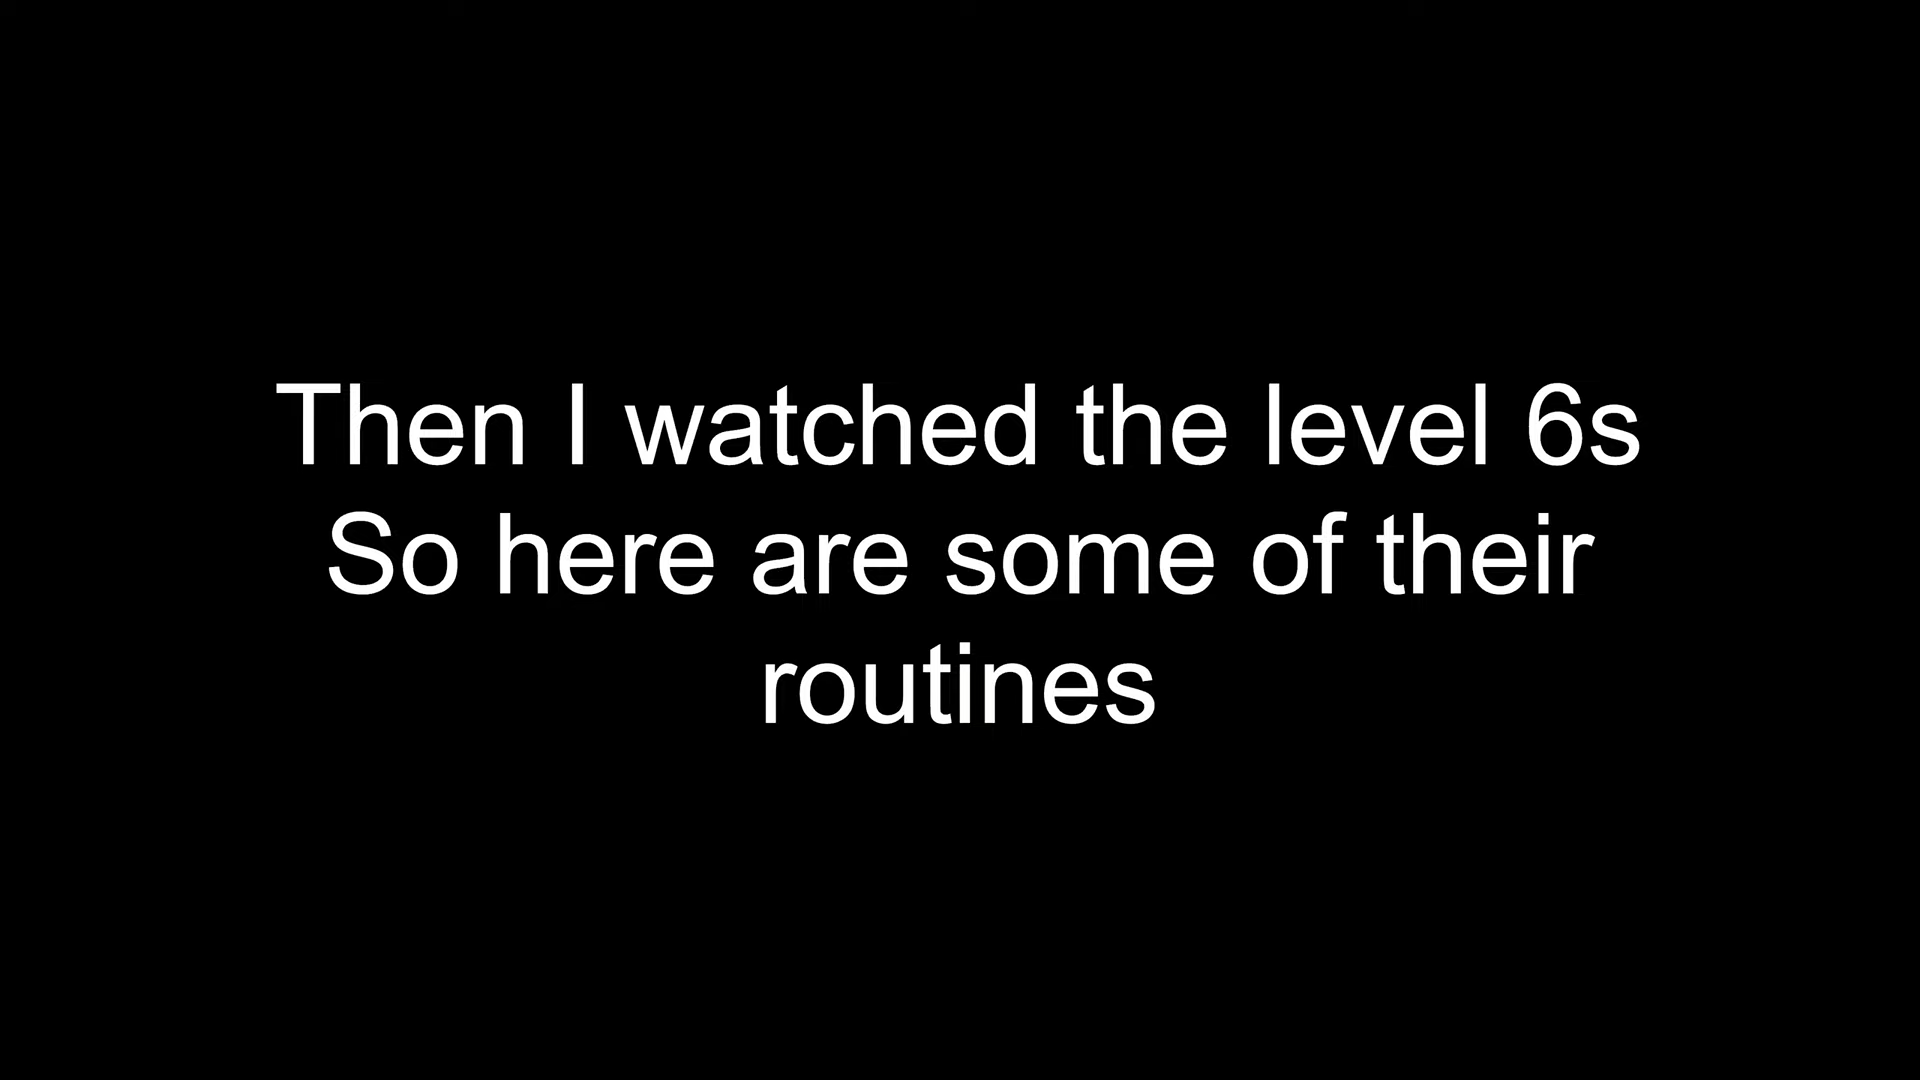 Then I watched the level 6s
So here are some of their
routines